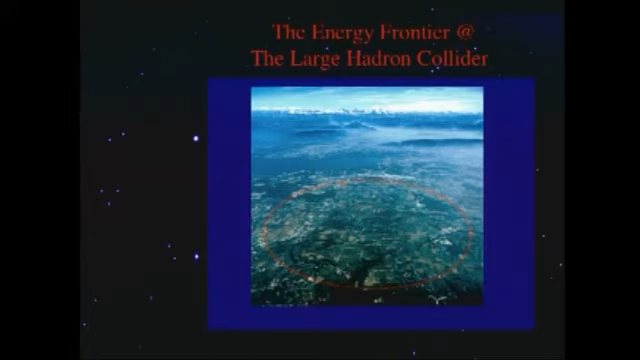 The Energy Frontier @
The Large Hadron Collider